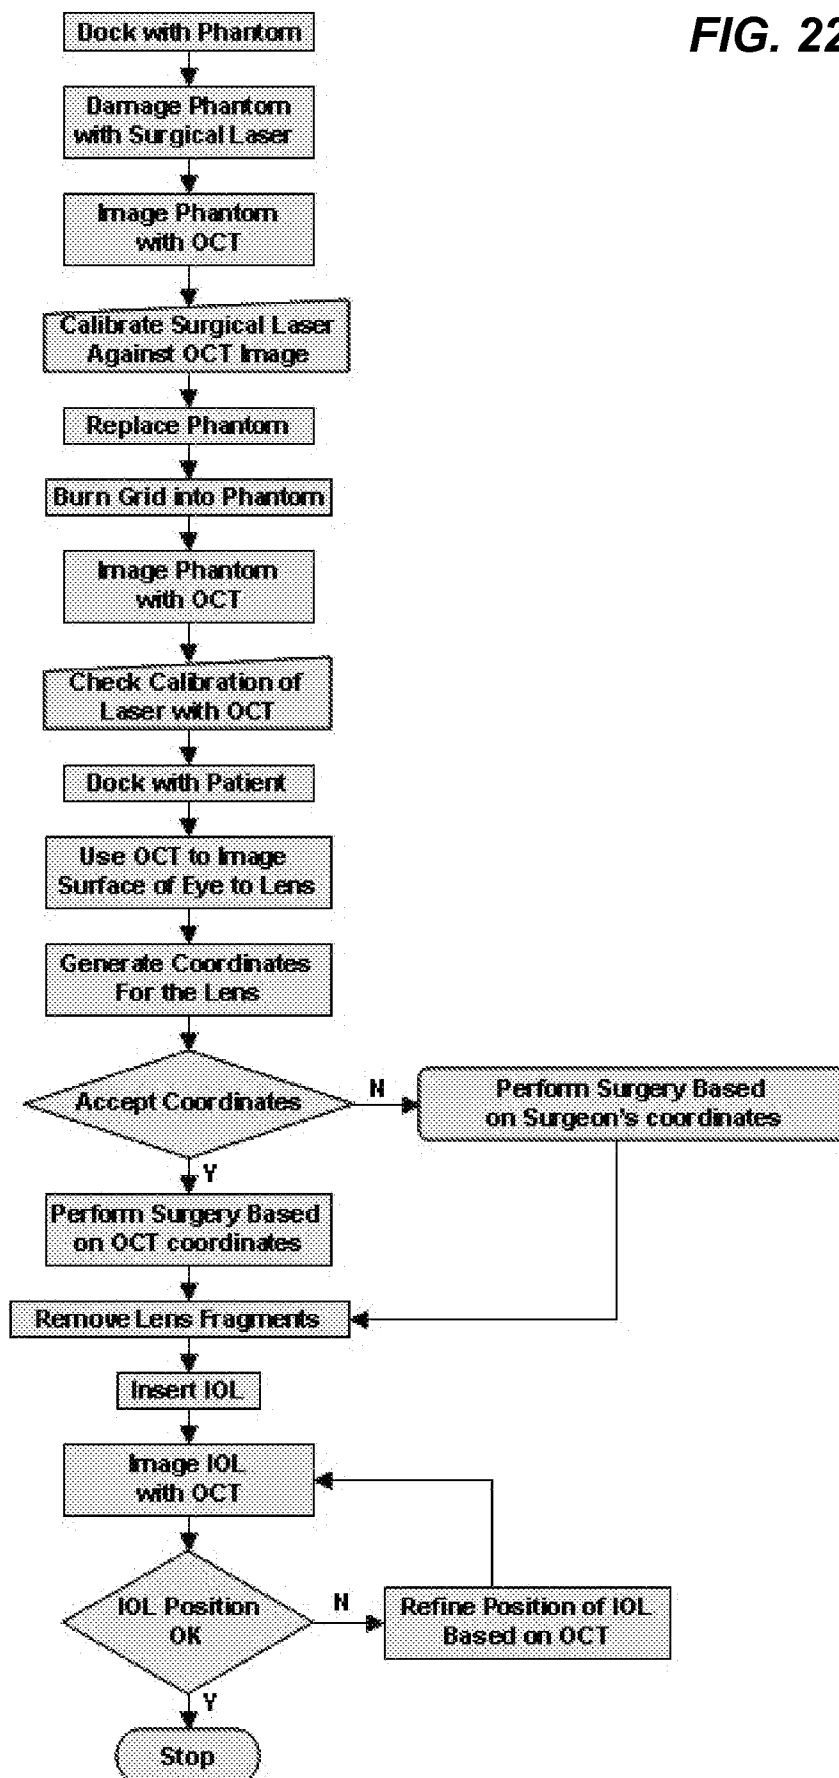 FIG. 22
Dock with Phantom
Damage Phantom
with Surgical Laser
Image Phantom
with OCT
Calibrate Surgical Laser
Against OCT Image
Replace Phantom
Burn Grid into Phantom
Image Phantom
with OCT
Check Calibration of
Laser with OCT
Dock with Patient
Use OCT to Image
Surface of Eye to Lens
Generate Coordinates
For the Lens
Accept Coordinates
N
Perform Surgery Based
on Surgeon's coordinates
Y
Perform Surgery Based
on OCT coordinates
Remove Lens Fragments
Insert IOL
Image IOL
with OCT
IOL Position
OK
N
Refine Position of IOL
Based on OCT
Y
Stop